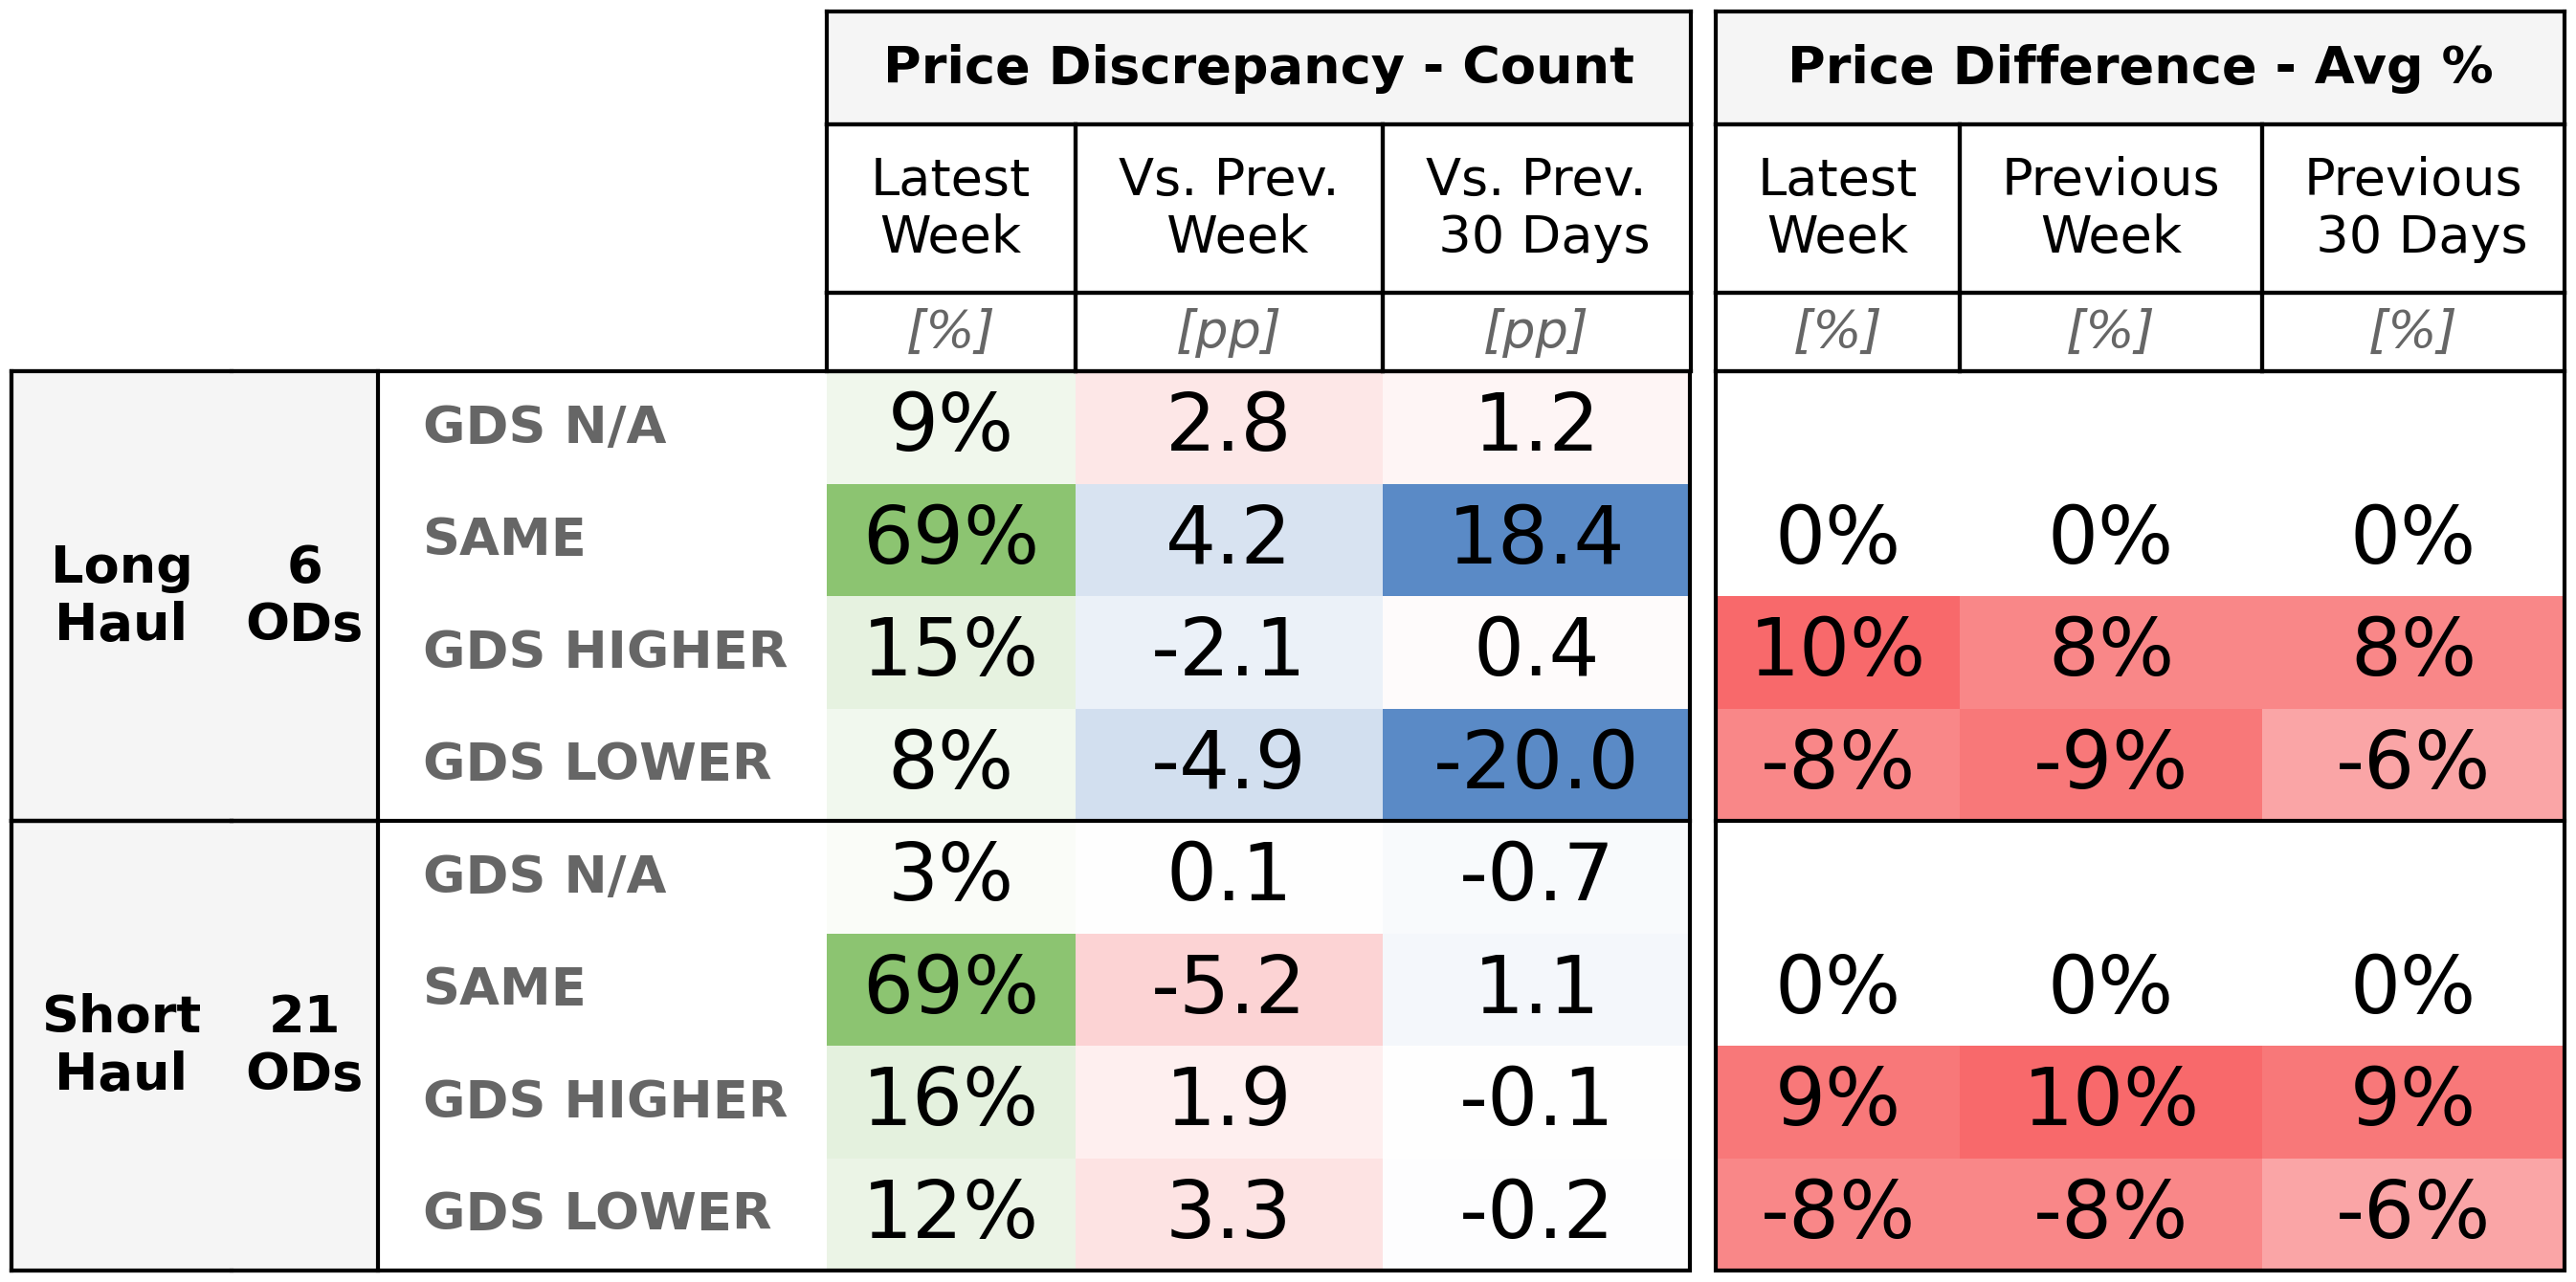 Price Discrepancy - Count Price Difference - Avg %
Latest Week Vs. Prev. Week Vs. Prev. 30 Days Latest Week Previous Week Previous 30 Days
[%] [pp] [pp] [%] [%] [%]
Long Haul 6 ODs
GDS N/A 9% 2.8 1.2
SAME 69% 4.2 18.4 0% 0% 0%
GDS HIGHER 15% -2.1 0.4 10% 8% 8%
GDS LOWER 8% -4.9 -20.0 -8% -9% -6%
Short Haul 21 ODs
GDS N/A 3% 0.1 -0.7
SAME 69% -5.2 1.1 0% 0% 0%
GDS HIGHER 16% 1.9 -0.1 9% 10% 9%
GDS LOWER 12% 3.3 -0.2 -8% -8% -6%